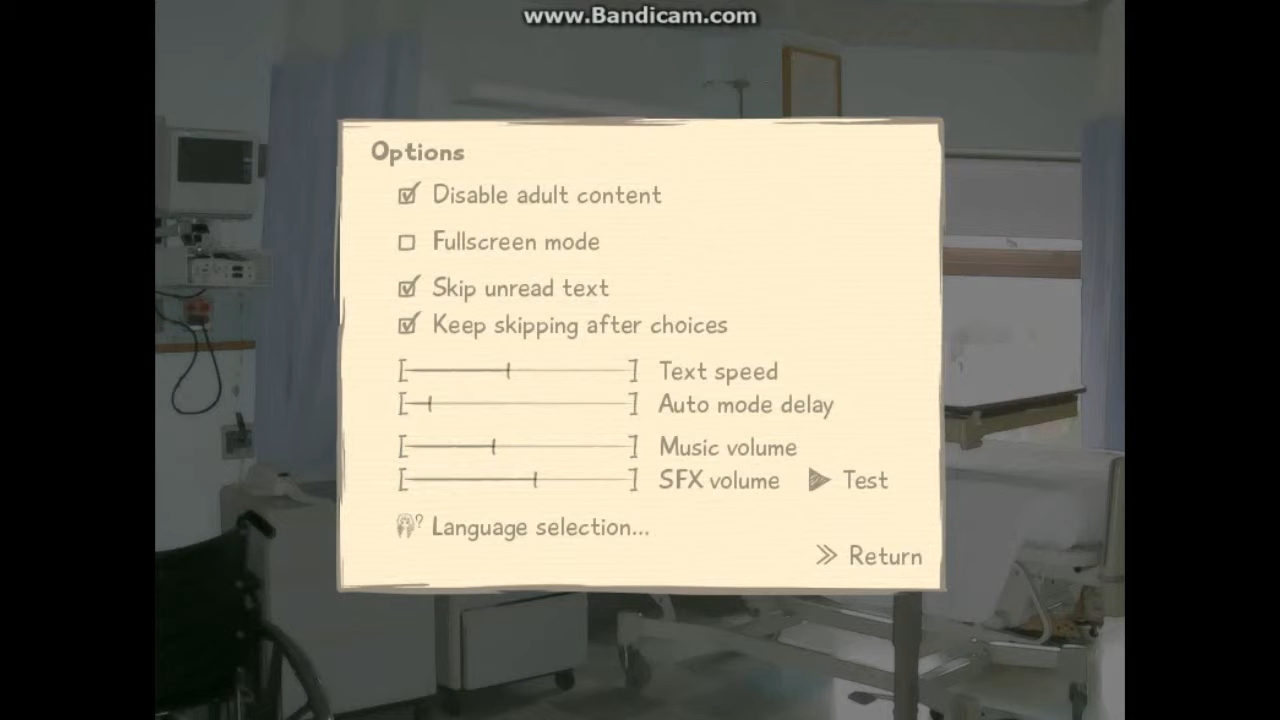 www.Bandicam.com
Options
Disable adult content
Fullscreen mode
Skip unread text
Keep skipping after choices
Text speed
Auto mode delay
Music volume
SFX volume Test
? Language selection...
Return